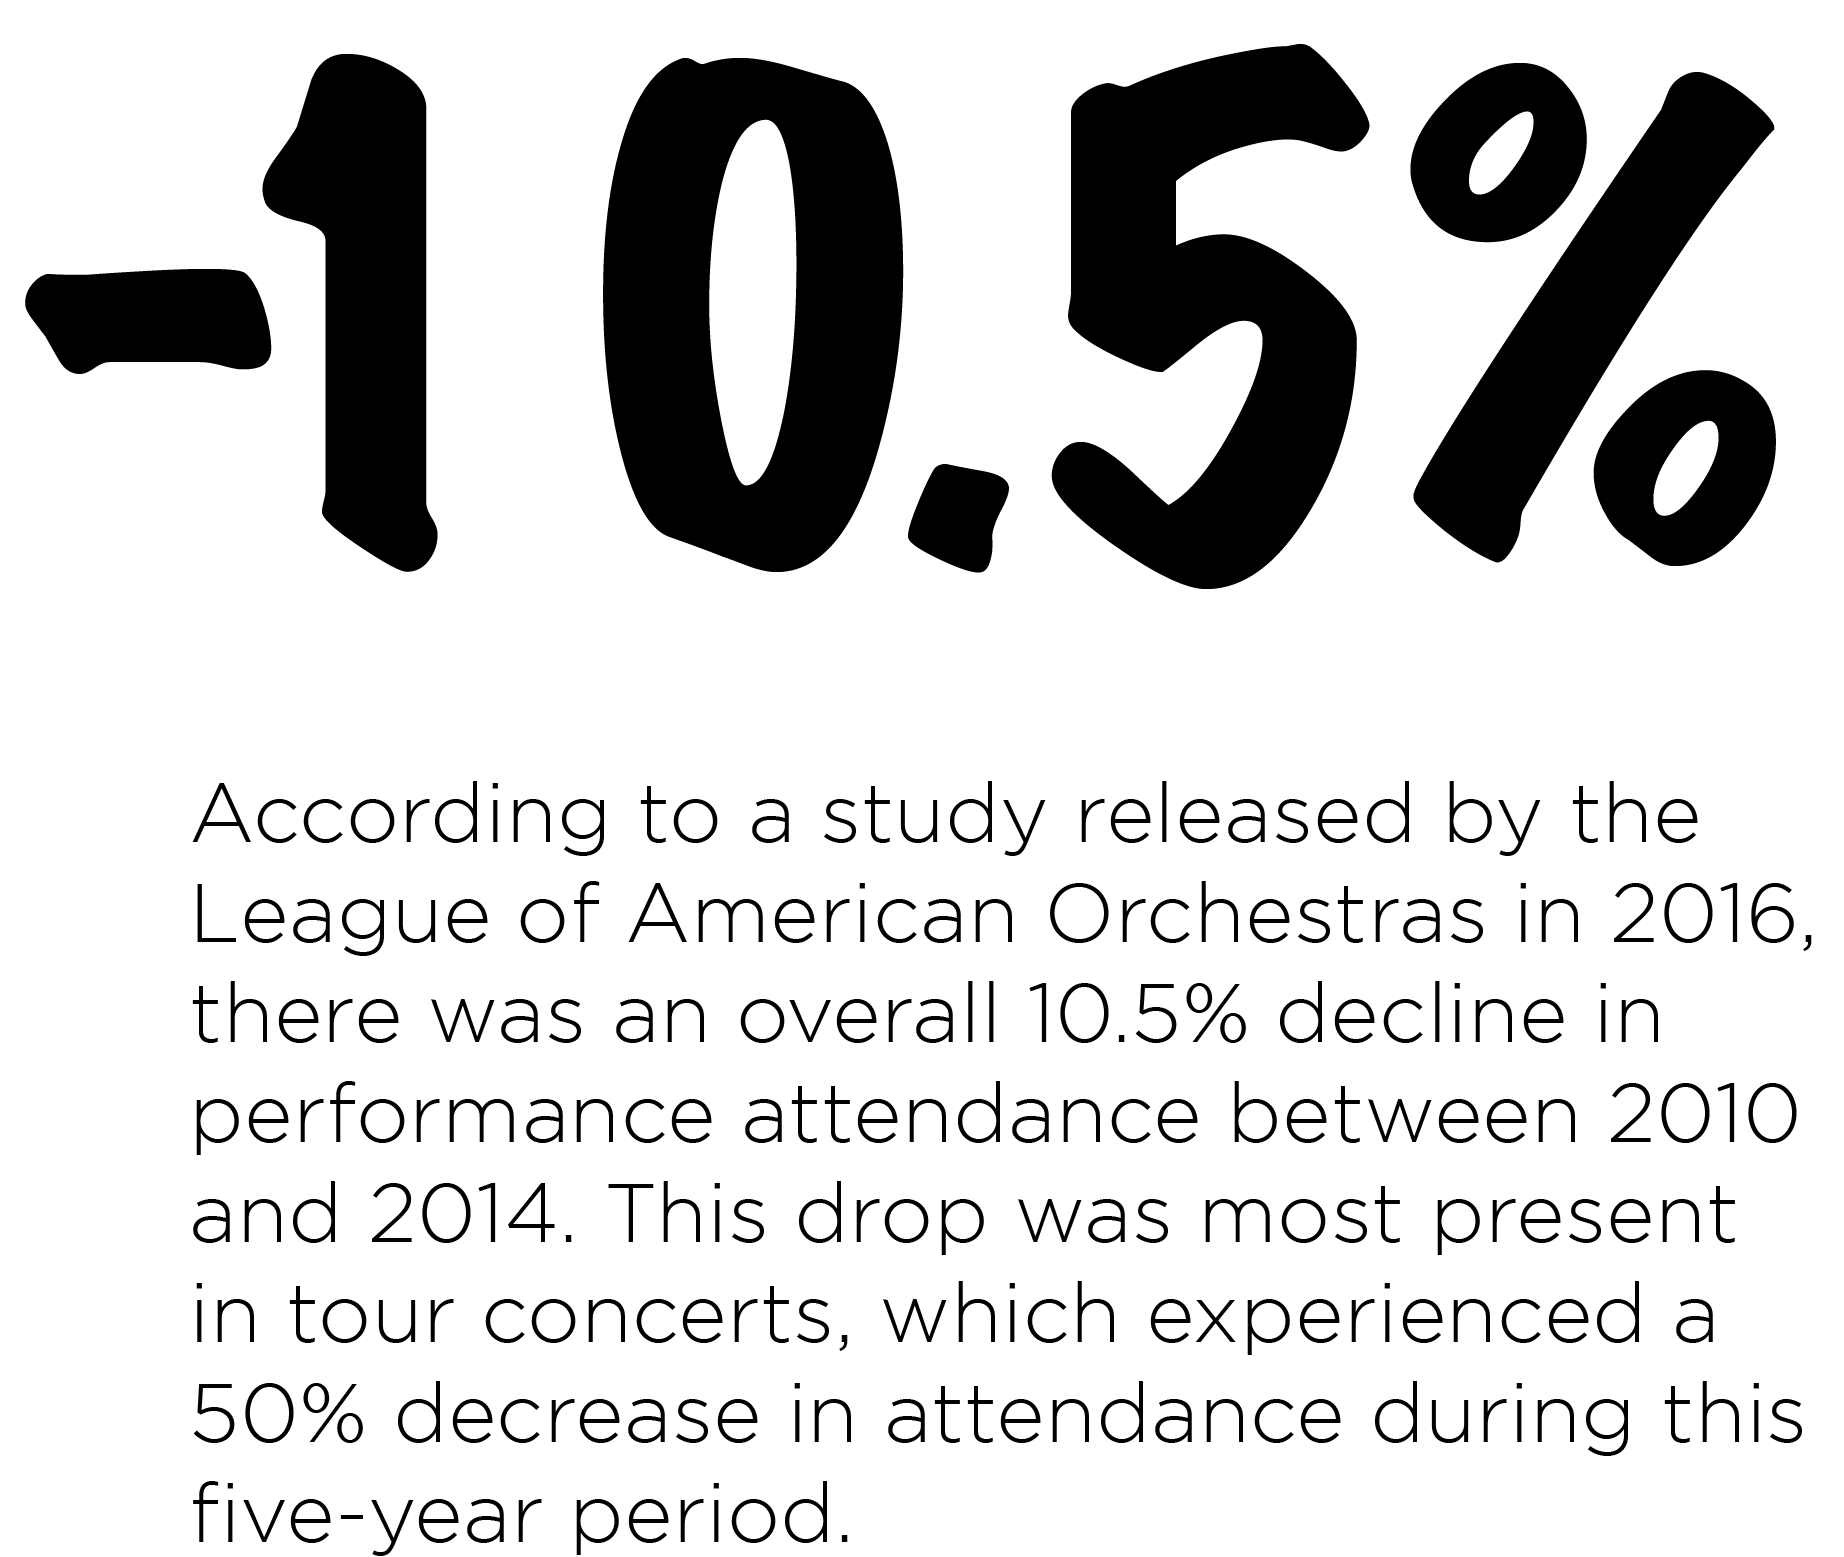 -10.5%
According to a study released by the
League of American Orchestras in 2016,
there was an overall 10.5% decline in
performance attendance between 2010
and 2014. This drop was most present
in tour concerts, which experienced a
50% decrease in attendance during this
five-year period.